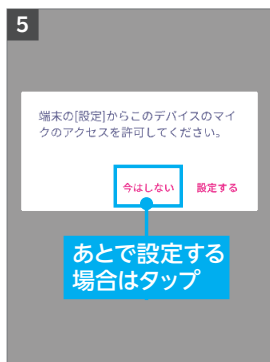 5
端末の[設定]からこのデバイスのマイ
クのアクセスを許可してください。
今はしない 設定する
あとで設定する
場合はタップ